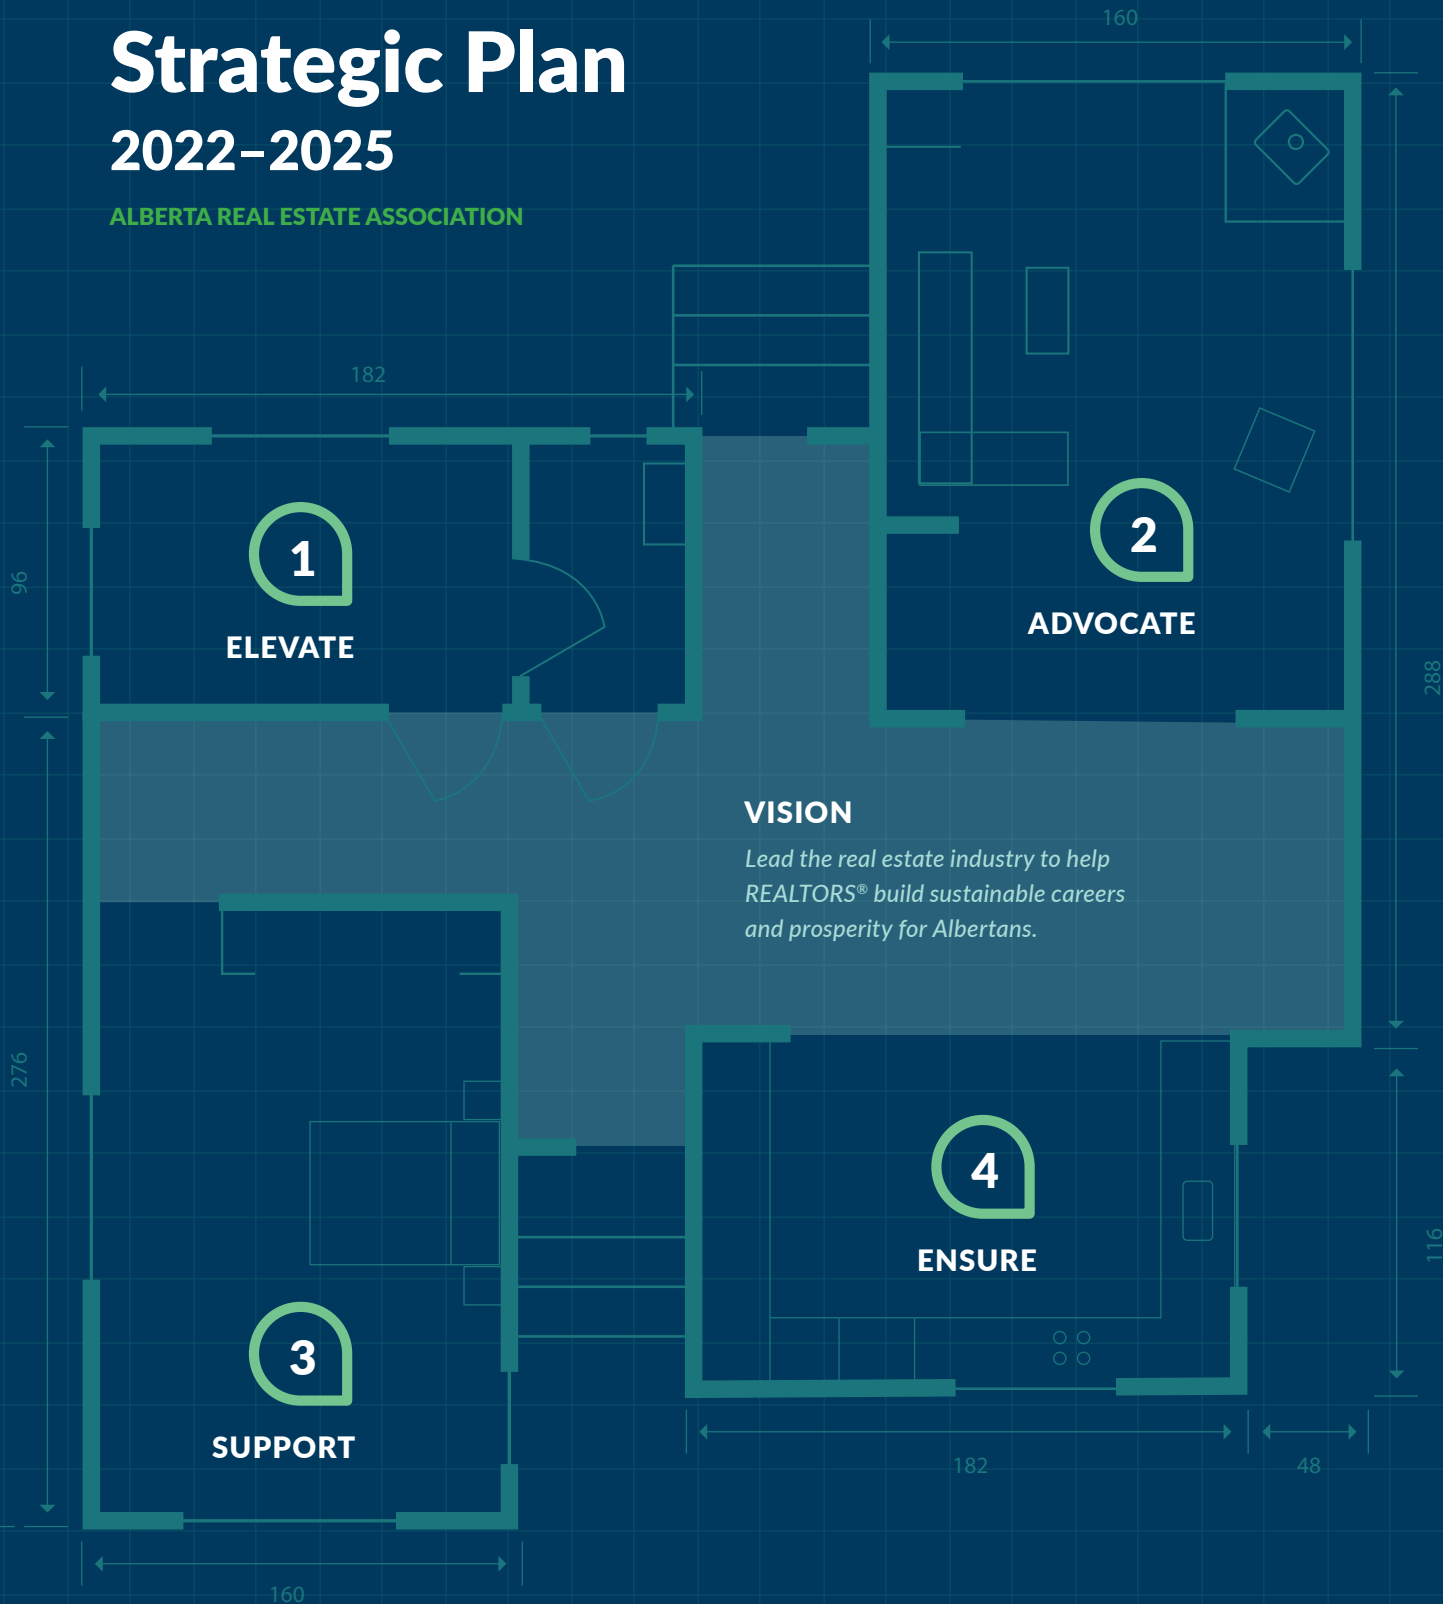 Strategic Plan
2022–2025
ALBERTA REAL ESTATE ASSOCIATION
160
182
96
1
ELEVATE
2
ADVOCATE
288
VISION
Lead the real estate industry to help
REALTORS® build sustainable careers
and prosperity for Albertans.
276
4
ENSURE
116
3
SUPPORT
182
48
160